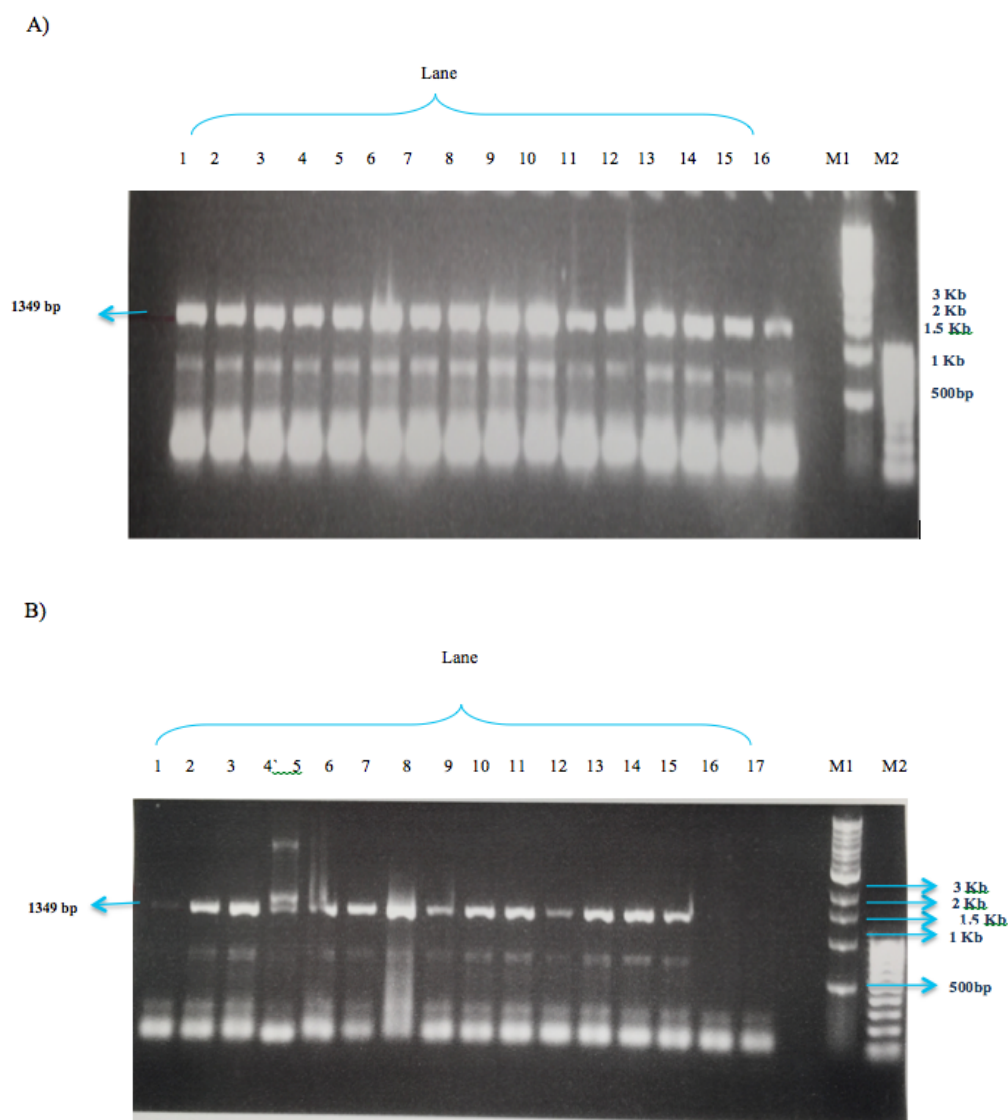 A)
Lane
1 2 3 4 5 6 7 8 9 10 11 12 13 14 15 16 M1 M2
1349 bp
3 Kb
2 Kb
1.5 Kb
1 Kb
500bp
B)
Lane
1 2 3 4` 5 6 7 8 9 10 11 12 13 14 15 16 17 M1 M2
1349 bp
3 Kb
2 Kb
1.5 Kb
1 Kb
500bp